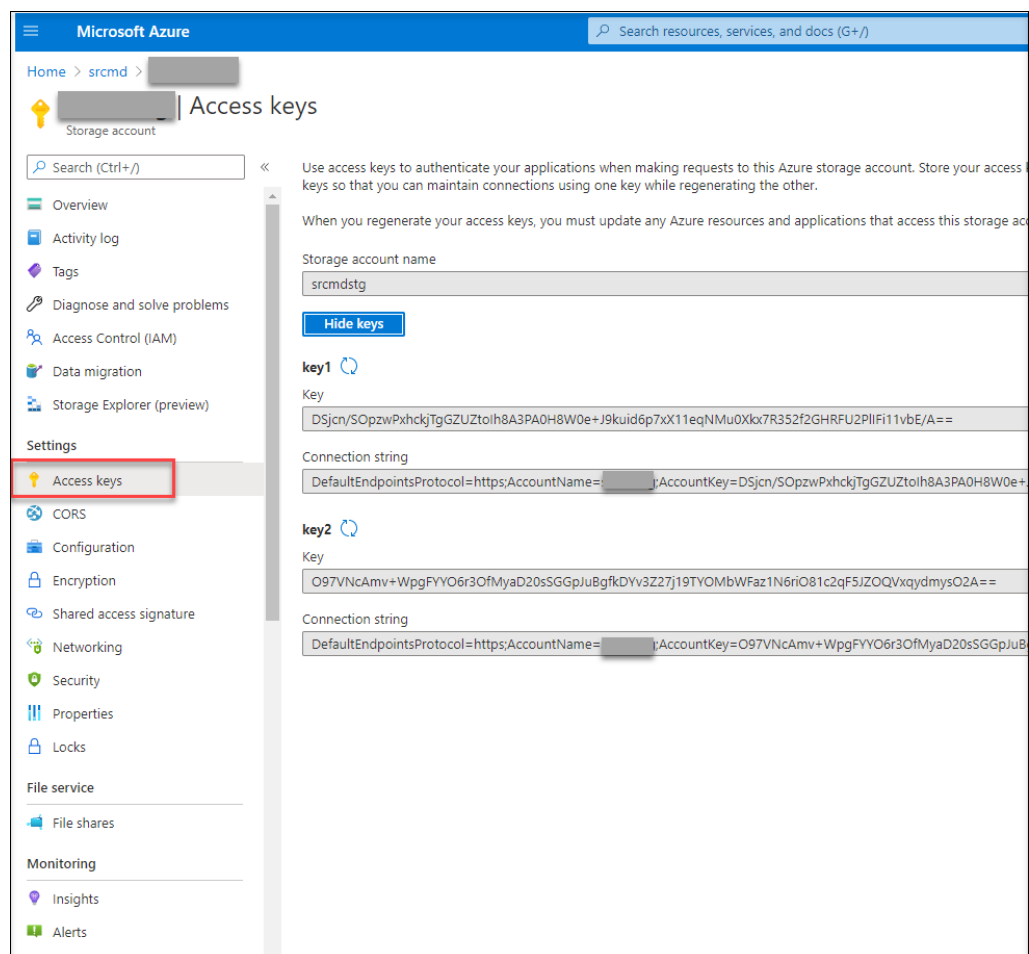 Microsoft Azure
Search resources, services, and docs (G+/)
Home > srcmd >
| Access keys
Storage account
Search (Ctrl+/)
«
Overview
Activity log
Tags
Diagnose and solve problems
Access Control (IAM)
Data migration
Storage Explorer (preview)
Settings
Access keys
CORS
Configuration
Encryption
Shared access signature
Networking
Security
Properties
Locks
File service
File shares
Monitoring
Insights
Alerts
Use access keys to authenticate your applications when making requests to this Azure storage account. Store your access
keys so that you can maintain connections using one key while regenerating the other.
When you regenerate your access keys, you must update any Azure resources and applications that access this storage
Storage account name
srcmdstg
Hide keys
key1
Key
DSjcn/SOpzwPxhckjTgGZUZtoIh8A3PA0H8W0e+J9kuid6p7xX11eqNMu0Xkx7R352f2GHRFU2PlIFi11vbE/A==
Connection string
DefaultEndpointsProtocol=https;AccountName= ;AccountKey=DSjcn/SOpzwPxhckjTgGZUZtoIh8A3PA0H8W0e+
key2
Key
O97VNcAmv+WpgFYYO6r3OfMyaD20sSGGpJuBgfkDYv3Z27j19TYOMbWFaz1N6riO81c2qF5JZOQVxqydmysO2A==
Connection string
DefaultEndpointsProtocol=https;AccountName= ;AccountKey=O97VNcAmv+WpgFYYO6r3OfMyaD20sSGGpJuB